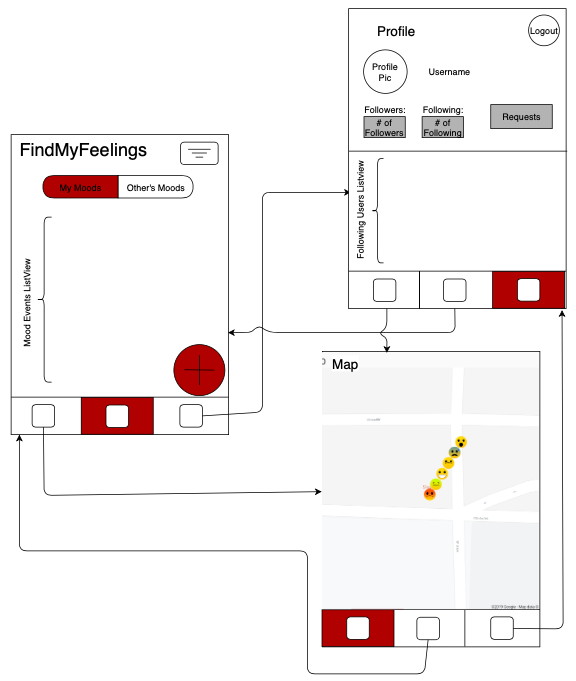 Profile
Logout
Profile
Pic
Username
Followers:
Following:
# of
Followers
# of
Following
Requests
Following Users Listview
FindMyFeelings
My Moods
Other's Moods
Mood Events ListView
Map
©2019 Google - Map data ©